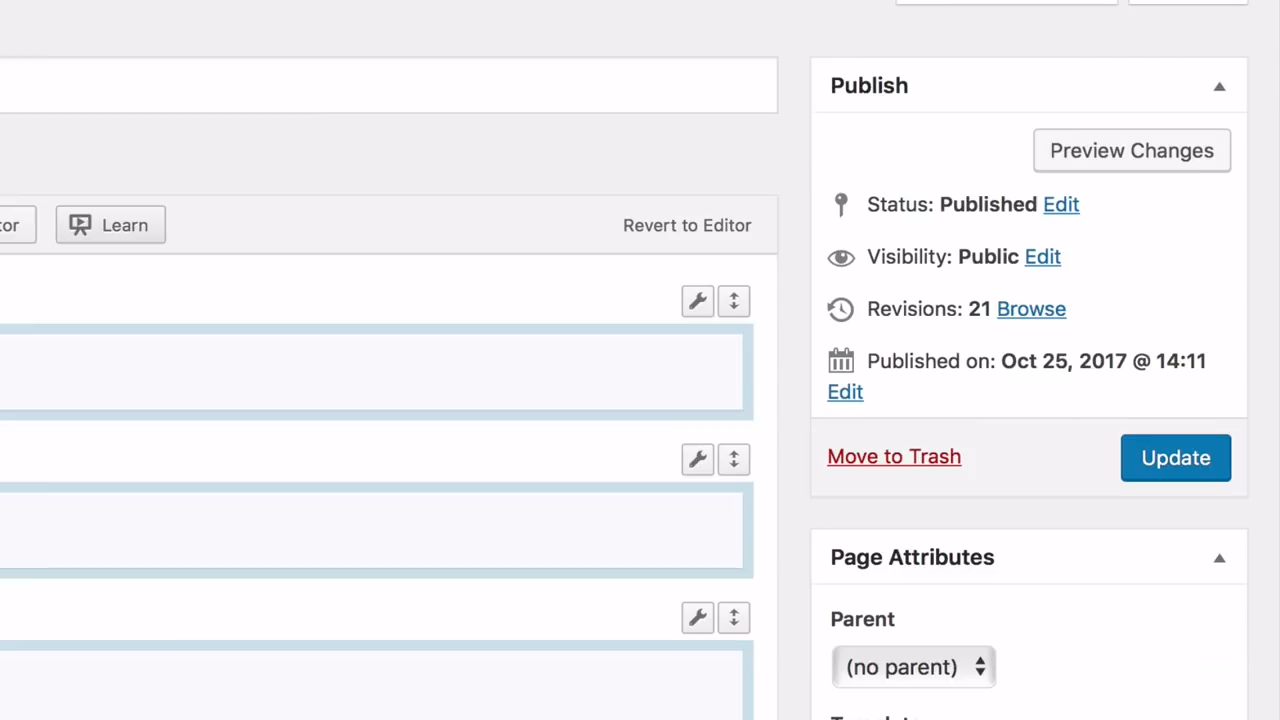 Publish
Preview Changes
Status: Published Edit
tor
Learn
Revert to Editor
Visibility: Public Edit
Revisions: 21 Browse
Published on: Oct 25, 2017 @ 14:11
Edit
Move to Trash
Update
Page Attributes
Parent
(no parent)